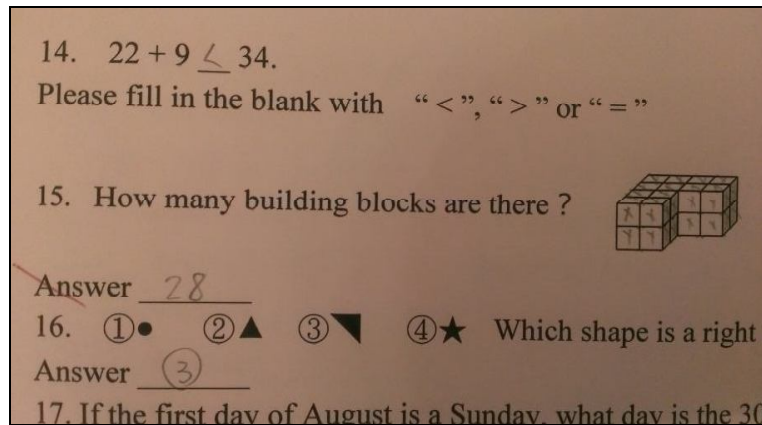 14. 22 + 9 < 34.
Please fill in the blank with “ < ”, “ > ” or “ = ”
15. How many building blocks are there ?
Answer 28
16. ①● ②▲ ③◥ ④★ Which shape is a right
Answer ③
17. If the first day of August is a Sunday, what day is the 30